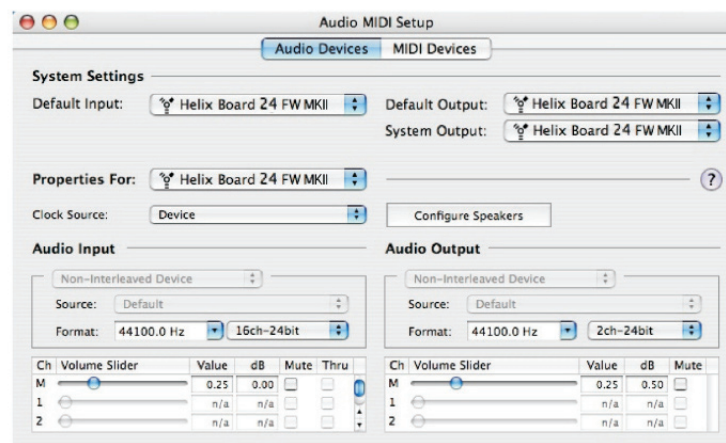 Audio MIDI Setup
Audio Devices MIDI Devices
System Settings
Default Input: Helix Board 24 FW MKII Default Output: Helix Board 24 FW MKII
System Output: Helix Board 24 FW MKII
Properties For: Helix Board 24 FW MKII ?
Clock Source: Device Configure Speakers
Audio Input Audio Output
Non-Interleaved Device Non-Interleaved Device
Source: Default Source: Default
Format: 44100.0 Hz 16ch-24bit Format: 44100.0 Hz 2ch-24bit
Ch Volume Slider Value dB Mute Thru Ch Volume Slider Value dB Mute
M 0.25 0.00 M 0.25 0.50
1 n/a n/a 1 n/a n/a
2 n/a n/a 2 n/a n/a